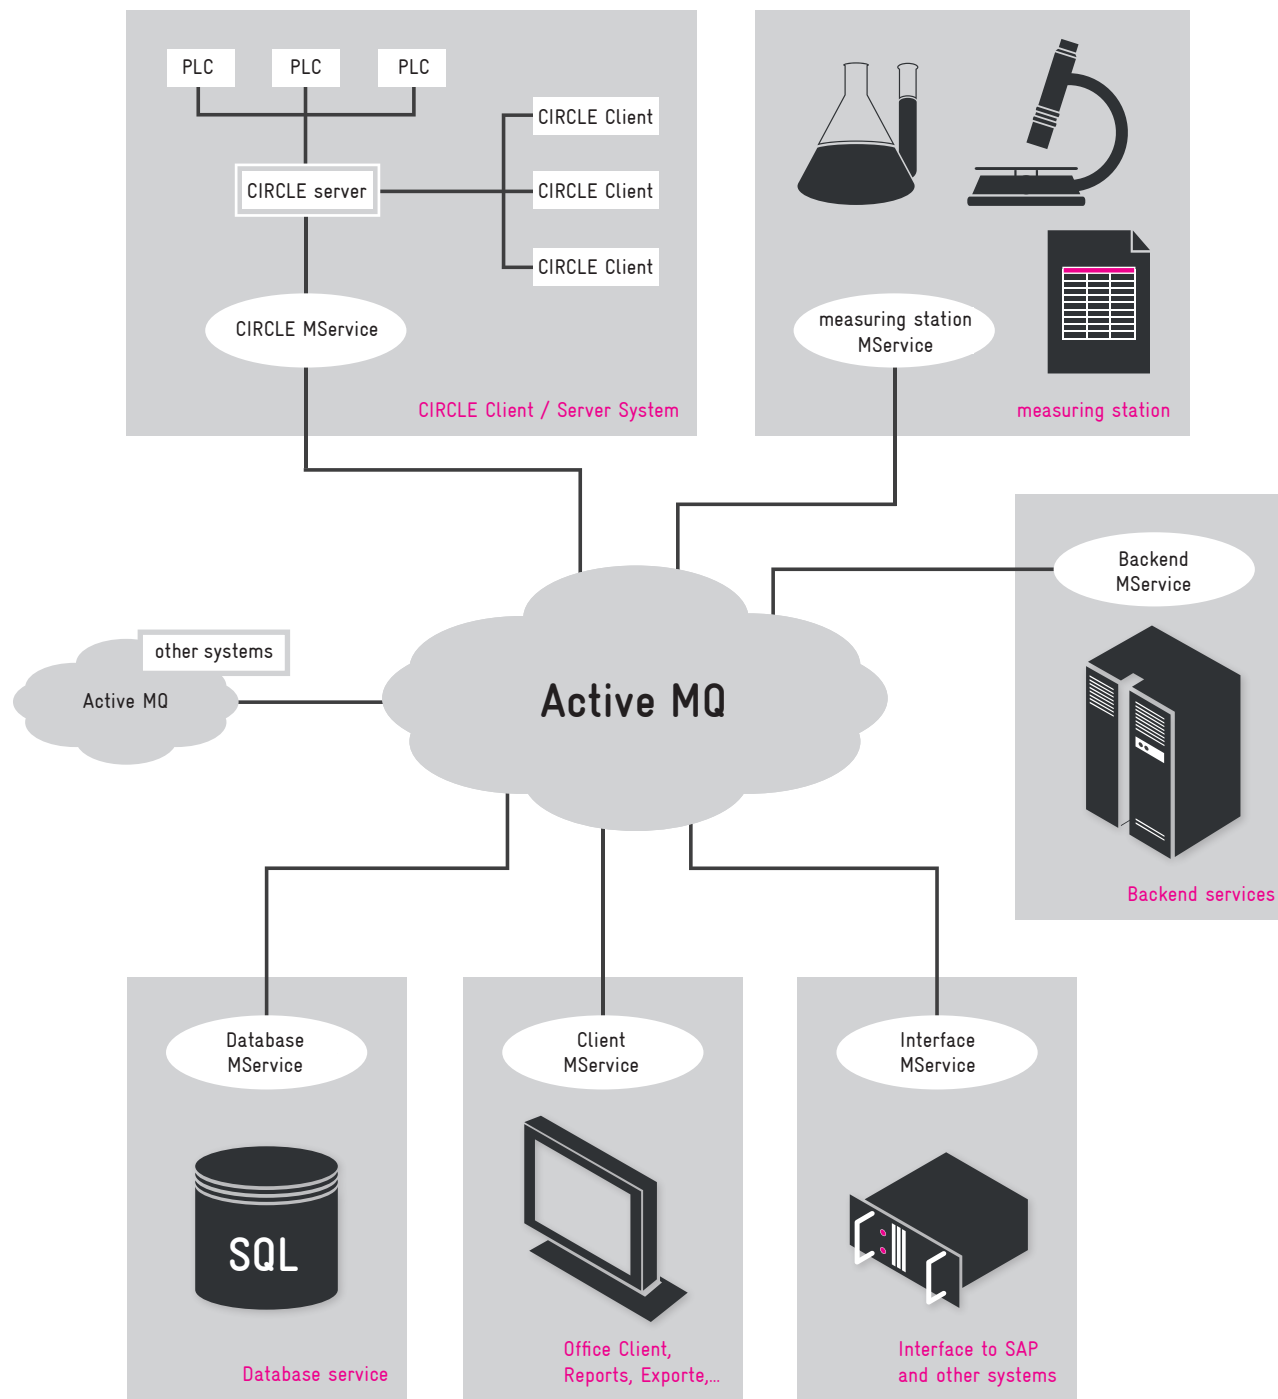 PLC
PLC
PLC
CIRCLE Client
CIRCLE server
CIRCLE Client
CIRCLE Client
CIRCLE MService
CIRCLE Client / Server System
measuring station
MService
measuring station
Backend
MService
Backend services
other systems
Active MQ
Active MQ
Database
MService
SQL
Database service
Client
MService
Office Client,
Reports, Exporte,...
Interface
MService
Interface to SAP
and other systems